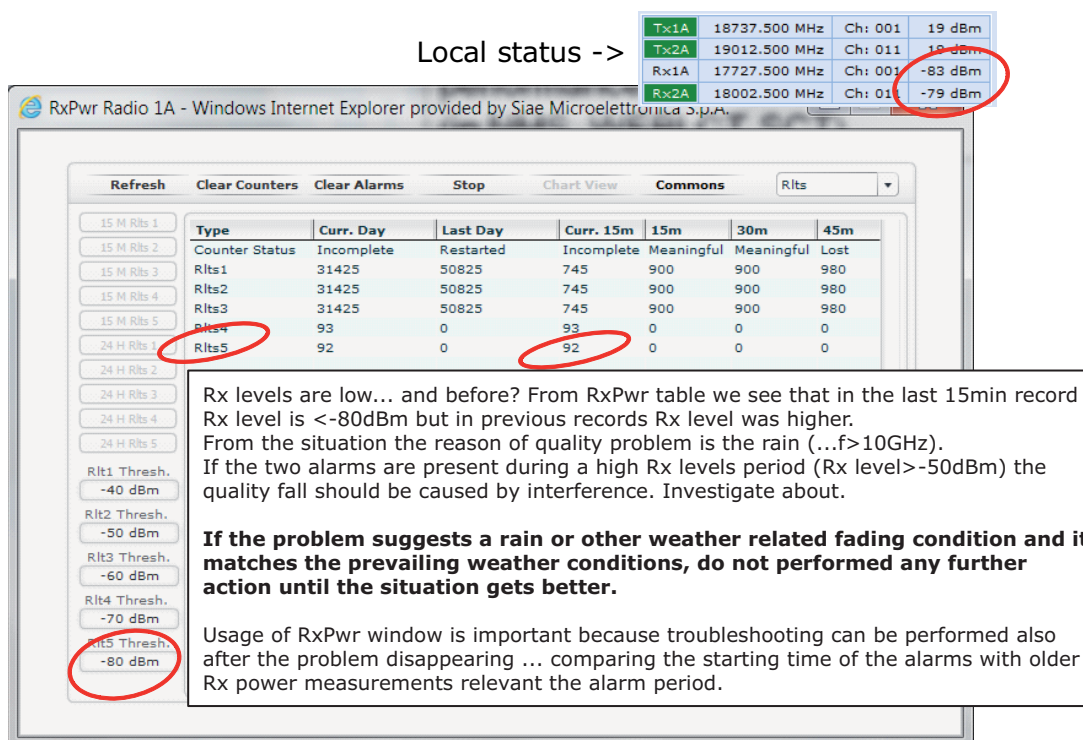 Local status ->
Tx1A 18737.500 MHz Ch: 001 19 dBm
Tx2A 19012.500 MHz Ch: 011 19 dBm
Rx1A 17727.500 MHz Ch: 001 -83 dBm
Rx2A 18002.500 MHz Ch: 011 -79 dBm
RxPwr Radio 1A - Windows Internet Explorer provided by Siae Microelettronica S.p.A.
Refresh Clear Counters Clear Alarms Stop Chart View Commons Rlts
15 M Rlts 1
15 M Rlts 2
15 M Rlts 3
15 M Rlts 4
15 M Rlts 5
24 H Rlts 1
24 H Rlts 2
24 H Rlts 3
24 H Rlts 4
24 H Rlts 5
Rlt1 Thresh.
-40 dBm
Rlt2 Thresh.
-50 dBm
Rlt3 Thresh.
-60 dBm
Rlt4 Thresh.
-70 dBm
Rlt5 Thresh.
-80 dBm
Type Curr. Day Last Day Curr. 15m 15m 30m 45m
Counter Status Incomplete Restarted Incomplete Meaningful Meaningful Lost
Rlts1 31425 50825 745 900 900 980
Rlts2 31425 50825 745 900 900 980
Rlts3 31425 50825 745 900 900 980
Rlts4 93 0 93 0 0 0
Rlts5 92 0 92 0 0 0
Rx levels are low... and before? From RxPwr table we see that in the last 15min record
Rx level is <-80dBm but in previous records Rx level was higher.
From the situation the reason of quality problem is the rain (...f>10GHz).
If the two alarms are present during a high Rx levels period (Rx level>-50dBm) the
quality fall should be caused by interference. Investigate about.
If the problem suggests a rain or other weather related fading condition and it
matches the prevailing weather conditions, do not performed any further
action until the situation gets better.
Usage of RxPwr window is important because troubleshooting can be performed also
after the problem disappearing ... comparing the starting time of the alarms with older
Rx power measurements relevant the alarm period.